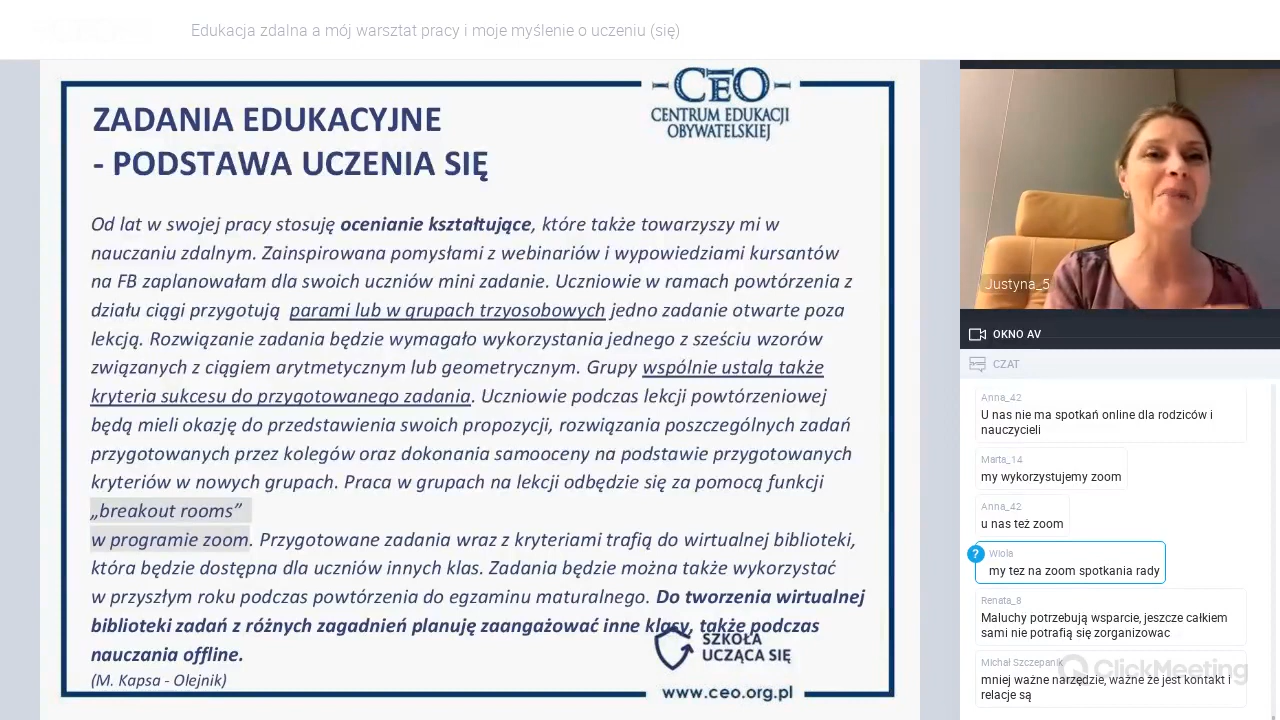 Edukacja zdalna a mój warsztat pracy i moje myślenie o uczeniu (się)
ZADANIA EDUKACYJNE
- PODSTAWA UCZENIA SIĘ
CEO
CENTRUM EDUKACJI
OBYWATELSKIEJ
Od lat w swojej pracy stosuję ocenianie kształtujące, które także towarzyszy mi w
nauczaniu zdalnym. Zainspirowana pomysłami z webinariów i wypowiedziami kursantów
na FB zaplanowałam dla swoich uczniów mini zadanie. Uczniowie w ramach powtórzenia z
działu ciągi przygotują parami lub w grupach trzyosobowych jedno zadanie otwarte poza
lekcją. Rozwiązanie zadania będzie wymagało wykorzystania jednego z sześciu wzorów
związanych z ciągiem arytmetycznym lub geometrycznym. Grupy wspólnie ustalą także
kryteria sukcesu do przygotowanego zadania. Uczniowie podczas lekcji powtórzeniowej
będą mieli okazję do przedstawienia swoich propozycji, rozwiązania poszczególnych zadań
przygotowanych przez kolegów oraz dokonania samooceny na podstawie przygotowanych
kryteriów w nowych grupach. Praca w grupach na lekcji odbędzie się za pomocą funkcji
„breakout rooms”
w programie zoom. Przygotowane zadania wraz z kryteriami trafią do wirtualnej biblioteki,
która będzie dostępna dla uczniów innych klas. Zadania będzie można także wykorzystać
w przyszłym roku podczas powtórzenia do egzaminu maturalnego. Do tworzenia wirtualnej
biblioteki zadań z różnych zagadnień planuję zaangażować inne klasy, także podczas
nauczania offline.
(M. Kapsa - Olejnik)
SZKOŁA
UCZĄCA SIĘ
www.ceo.org.pl
Justyna_5
OKNO AV
CZAT
Anna_42
U nas nie ma spotkań online dla rodziców i
nauczycieli
Marta_14
my wykorzystujemy zoom
Anna_42
u nas też zoom
?
Wiola
my tez na zoom spotkania rady
Renata_8
Maluchy potrzebują wsparcie, jeszcze całkiem
sami nie potrafią się zorganizowac
Michał Szczepanik
mniej ważne narzędzie, ważne że jest kontakt i
relacje są
ClickMeeting